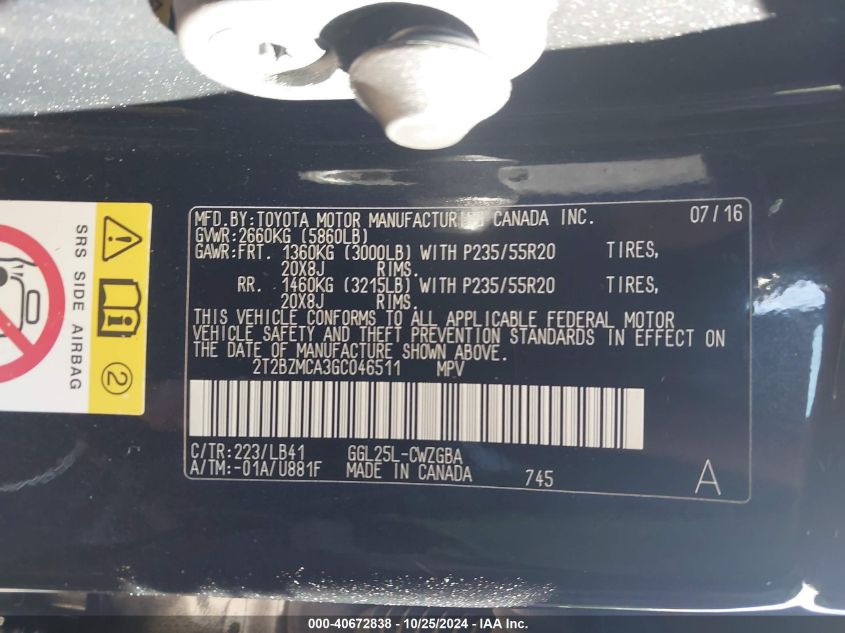 MFD.BY:TOYOTA MOTOR MANUFACTURING CANADA INC. 07/16
GVWR:2660KG (5860LB)
GAWR:FRT. 1360KG (3000LB) WITH P235/55R20 TIRES,
20X8J RIMS.
RR. 1460KG (3215LB) WITH P235/55R20 TIRES,
20X8J RIMS.
THIS VEHICLE CONFORMS TO ALL APPLICABLE FEDERAL MOTOR
VEHICLE SAFETY AND THEFT PREVENTION STANDARDS IN EFFECT ON
THE DATE OF MANUFACTURE SHOWN ABOVE.
2T2BZMCA3GC046511 MPV
C/TR:223/LB41 GGL25L-CWZGBA
A/TM:-01A/U881F MADE IN CANADA 745 A
SRS SIDE AIRBAG
2
000-40672838 - 10/25/2024 - IAA Corp.